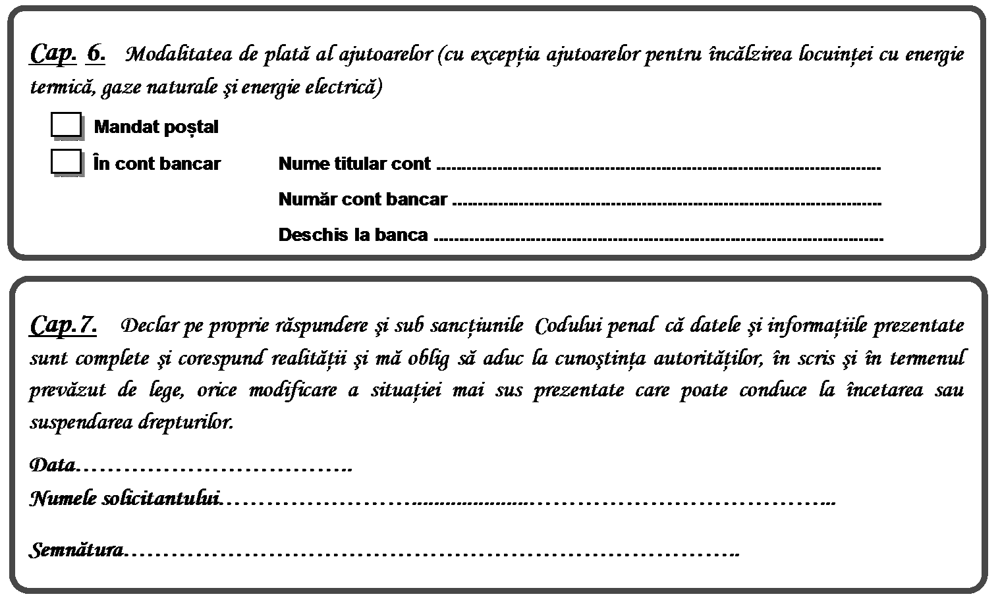 Cap. 6. Modalitatea de plată al ajutoarelor (cu excepția ajutoarelor pentru încălzirea locuinței cu energie
termică, gaze naturale şi energie electrică)
Mandat poștal
În cont bancar Nume titular cont ........................................................................................
Număr cont bancar .....................................................................................
Deschis la banca .........................................................................................
Cap.7. Declar pe proprie răspundere şi sub sancțiunile Codului penal că datele şi informațiile prezentate
sunt complete şi corespund realității şi mă oblig să aduc la cunoştința autorităților, în scris şi în termenul
prevăzut de lege, orice modificare a situației mai sus prezentate care poate conduce la încetarea sau
suspendarea drepturilor.
Data……………………………..
Numele solicitantului……………………......................………………………………...
Semnătura…………………………………………………………………..